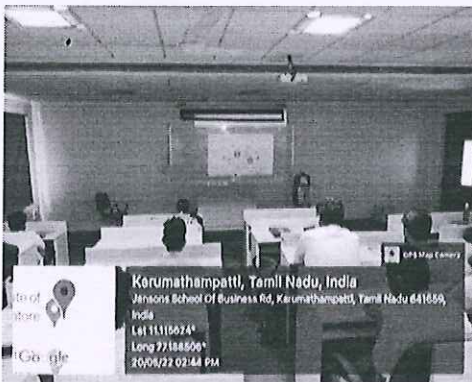 GPS Map Camera
Karumathampatti, Tamil Nadu, India
Jansons School Of Business Rd, Karumathampatti, Tamil Nadu 641659,
India
Lat 11.115624°
Long 77.188506°
20/05/22 02:44 PM
Google